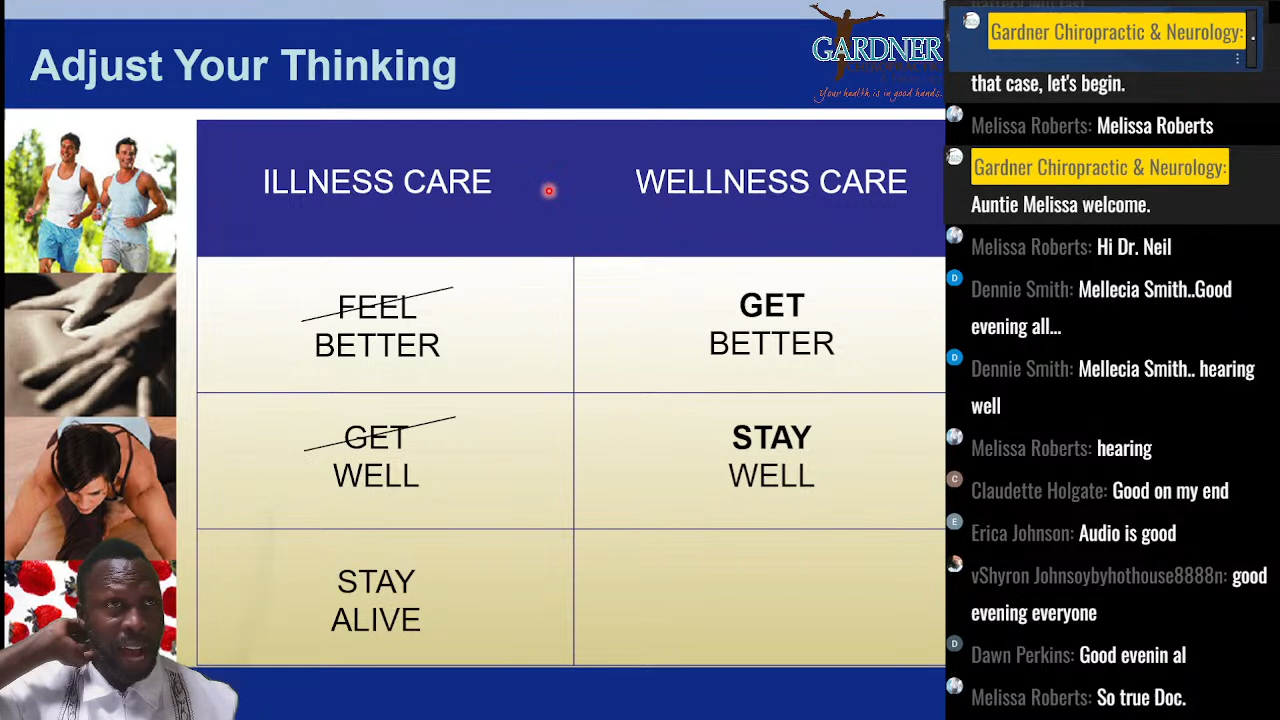 Adjust Your Thinking
GARDNER
Your health is in good hands.
ILLNESS CARE
WELLNESS CARE
FEEL
BETTER
GET
BETTER
GET
WELL
STAY
WELL
STAY
ALIVE
Gardner Chiropractic & Neurology: .
that case, let's begin.
Melissa Roberts: Melissa Roberts
Gardner Chiropractic & Neurology:
Auntie Melissa welcome.
Melissa Roberts: Hi Dr. Neil
D
Dennie Smith: Mellecia Smith..Good
evening all...
D
Dennie Smith: Mellecia Smith.. hearing
well
Melissa Roberts: hearing
C
Claudette Holgate: Good on my end
E
Erica Johnson: Audio is good
vShyron Johnsoybyhothouse8888n: good
evening everyone
D
Dawn Perkins: Good evenin al
Melissa Roberts: So true Doc.